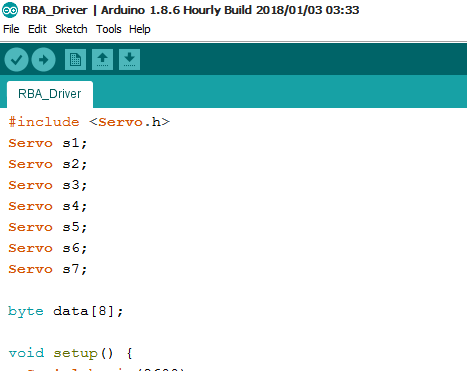 RBA_Driver | Arduino 1.8.6 Hourly Build 2018/01/03 03:33
File Edit Sketch Tools Help
RBA_Driver
#include <Servo.h>
Servo s1;
Servo s2;
Servo s3;
Servo s4;
Servo s5;
Servo s6;
Servo s7;
byte data[8];
void setup() {